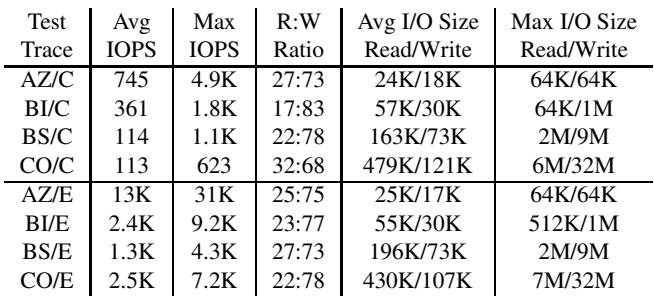 Test Avg Max R:W Avg I/O Size Max I/O Size
Trace IOPS IOPS Ratio Read/Write Read/Write
AZ/C 745 4.9K 27:73 24K/18K 64K/64K
BI/C 361 1.8K 17:83 57K/30K 64K/1M
BS/C 114 1.1K 22:78 163K/73K 2M/9M
CO/C 113 623 32:68 479K/121K 6M/32M
AZ/E 13K 31K 25:75 25K/17K 64K/64K
BI/E 2.4K 9.2K 23:77 55K/30K 512K/1M
BS/E 1.3K 4.3K 27:73 196K/73K 2M/9M
CO/E 2.5K 7.2K 22:78 430K/107K 7M/32M